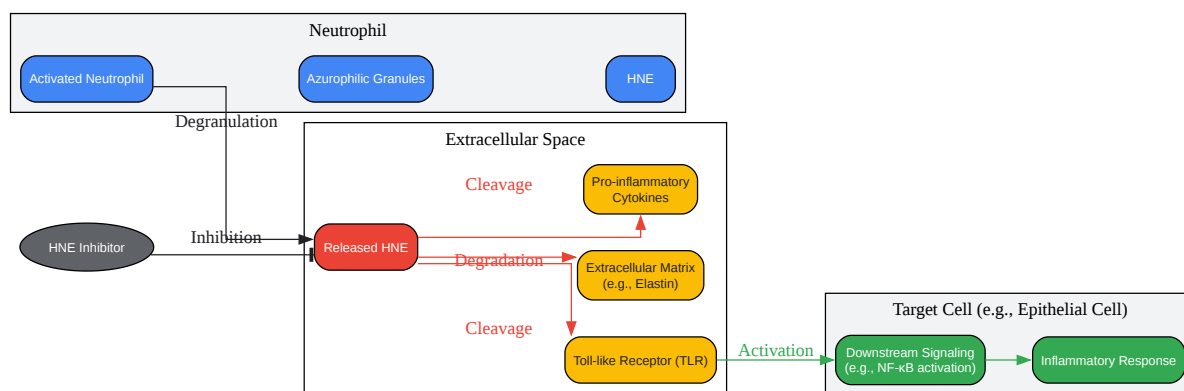 Neutrophil
Activated Neutrophil
Azurophilic Granules
HNE
Degranulation
Extracellular Space
Cleavage
Pro-inflammatory
Cytokines
HNE Inhibitor
Inhibition
Released HNE
Degradation
Extracellular Matrix
(e.g., Elastin)
Cleavage
Toll-like Receptor (TLR)
Activation
Target Cell (e.g., Epithelial Cell)
Downstream Signaling
(e.g., NF-κB activation)
Inflammatory Response